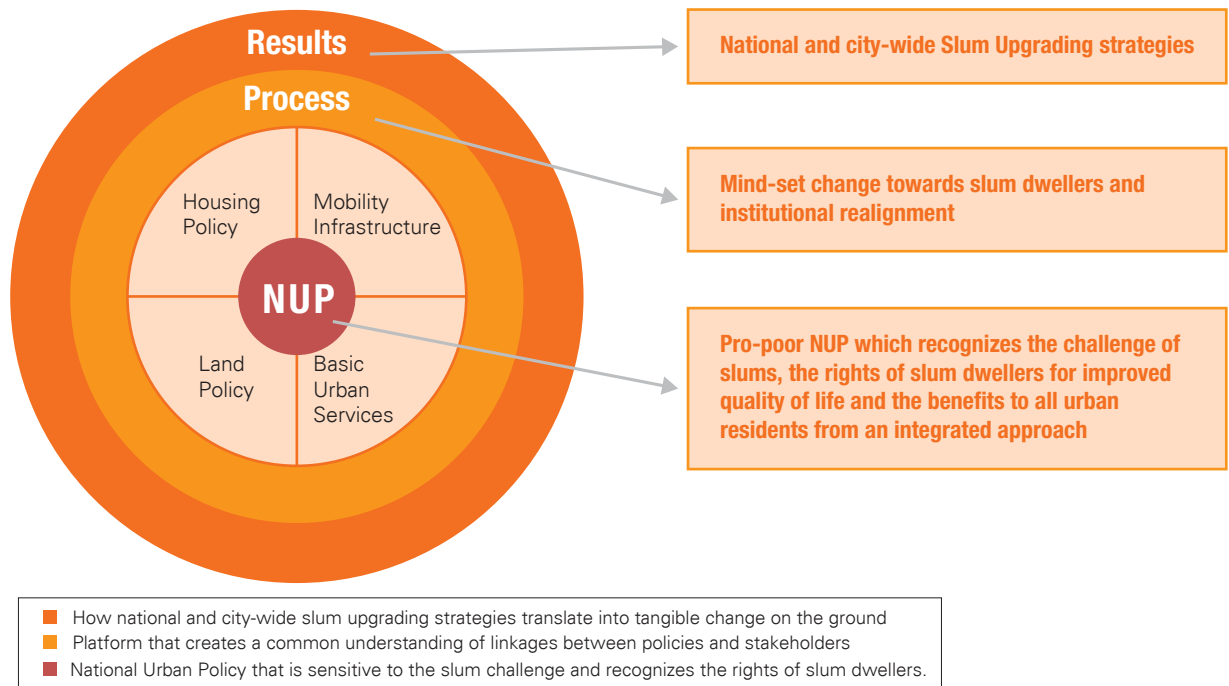 Results
Process
Housing
Policy
Mobility
Infrastructure
NUP
Land
Policy
Basic
Urban
Services
National and city-wide Slum Upgrading strategies
Mind-set change towards slum dwellers and
institutional realignment
Pro-poor NUP which recognizes the challenge of
slums, the rights of slum dwellers for improved
quality of life and the benefits to all urban
residents from an integrated approach
How national and city-wide slum upgrading strategies translate into tangible change on the ground
Platform that creates a common understanding of linkages between policies and stakeholders
National Urban Policy that is sensitive to the slum challenge and recognizes the rights of slum dwellers.